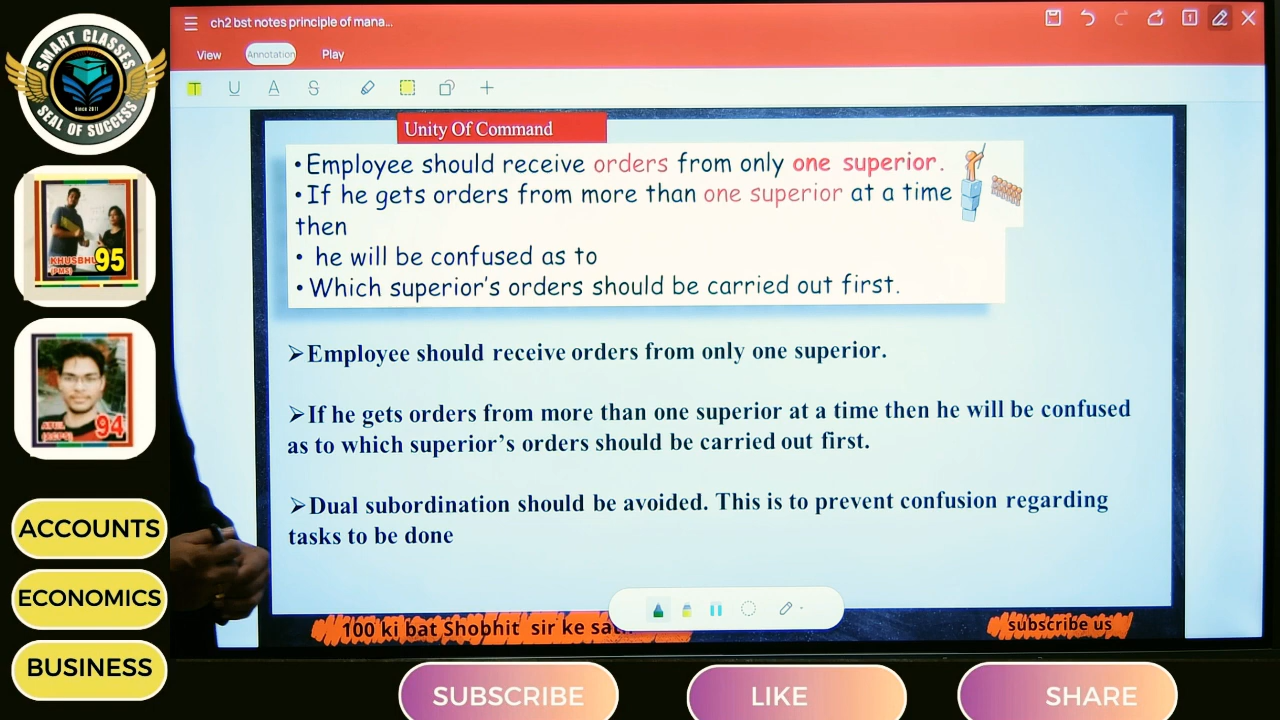 SMART CLASSES
Since 2011
SEAL OF SUCCESS
KHUSBHU
(PMS)
95
94
ACCOUNTS
ECONOMICS
BUSINESS
ch2 bst notes principle of mana...
View Annotation Play
T U A S
1
Unity Of Command
•Employee should receive orders from only one superior.
•If he gets orders from more than one superior at a time
then
• he will be confused as to
•Which superior's orders should be carried out first.
➢Employee should receive orders from only one superior.
➢If he gets orders from more than one superior at a time then he will be confused
as to which superior's orders should be carried out first.
➢Dual subordination should be avoided. This is to prevent confusion regarding
tasks to be done
100 ki bat Shobhit sir ke
subscribe us
SUBSCRIBE
LIKE
SHARE